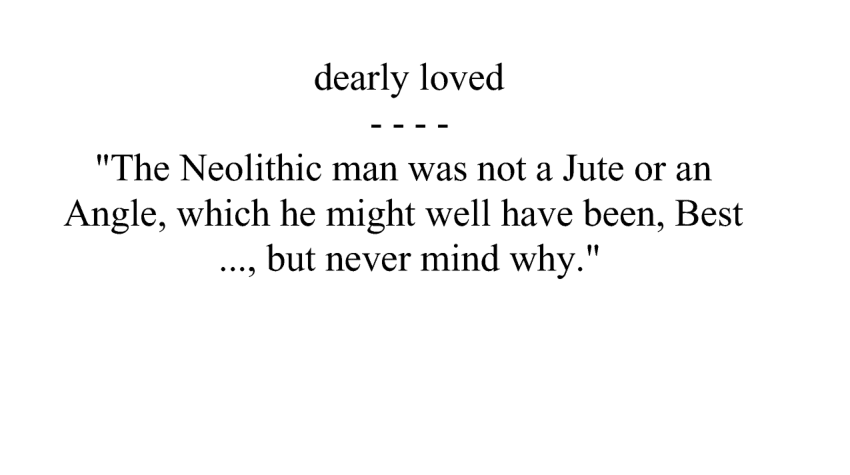 dearly loved
- - - -
"The Neolithic man was not a Jute or an
Angle, which he might well have been, Best
..., but never mind why."